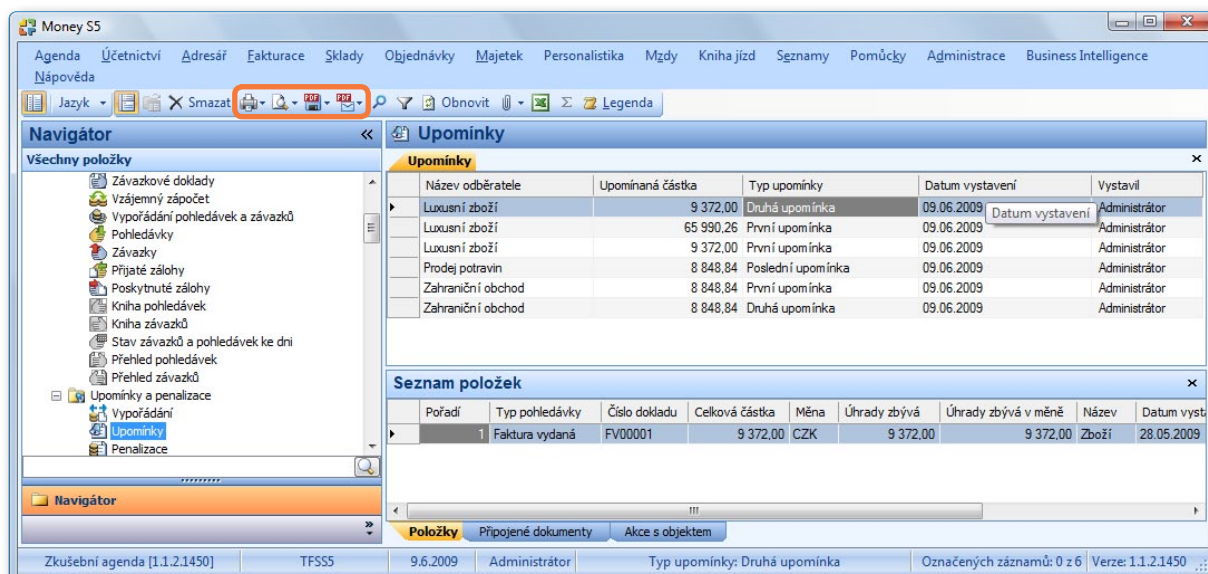 Money S5
Agenda Účetnictví Adresář Fakturace Sklady Objednávky Majetek Personalistika Mzdy Kniha jízd Seznamy Pomůcky Administrace Business Intelligence
Nápověda
Jazyk Smazat PDF PDF Obnovit Σ Legenda
Navigátor «
Všechny položky
Závazkové doklady
Vzájemný zápočet
Vypořádání pohledávek a závazků
Pohledávky
Závazky
Přijaté zálohy
Poskytnuté zálohy
Kniha pohledávek
Kniha závazků
Stav závazků a pohledávek ke dni
Přehled pohledávek
Přehled závazků
Upomínky a penalizace
Vypořádání
Upomínky
Penalizace
Navigátor
Upomínky
Upomínky
Název odběratele Upomínaná částka Typ upomínky Datum vystavení Vystavil
Luxusní zboží 9 372,00 Druhá upomínka 09.06.2009 Administrátor
Datum vystavení
Luxusní zboží 65 990,26 První upomínka 09.06.2009 Administrátor
Luxusní zboží 9 372,00 První upomínka 09.06.2009 Administrátor
Prodej potravin 8 848,84 Poslední upomínka 09.06.2009 Administrátor
Zahraniční obchod 8 848,84 První upomínka 09.06.2009 Administrátor
Zahraniční obchod 8 848,84 Druhá upomínka 09.06.2009 Administrátor
Seznam položek
Pořadí Typ pohledávky Číslo dokladu Celková částka Měna Úhrady zbývá Úhrady zbývá v měně Název Datum vyst
1 Faktura vydaná FV00001 9 372,00 CZK 9 372,00 9 372,00 Zboží 28.05.2009
Položky Připojené dokumenty Akce s objektem
Zkušební agenda [1.1.2.1450] TFSS5 9.6.2009 Administrátor Typ upomínky: Druhá upomínka Označených záznamů: 0 z 6 Verze: 1.1.2.1450